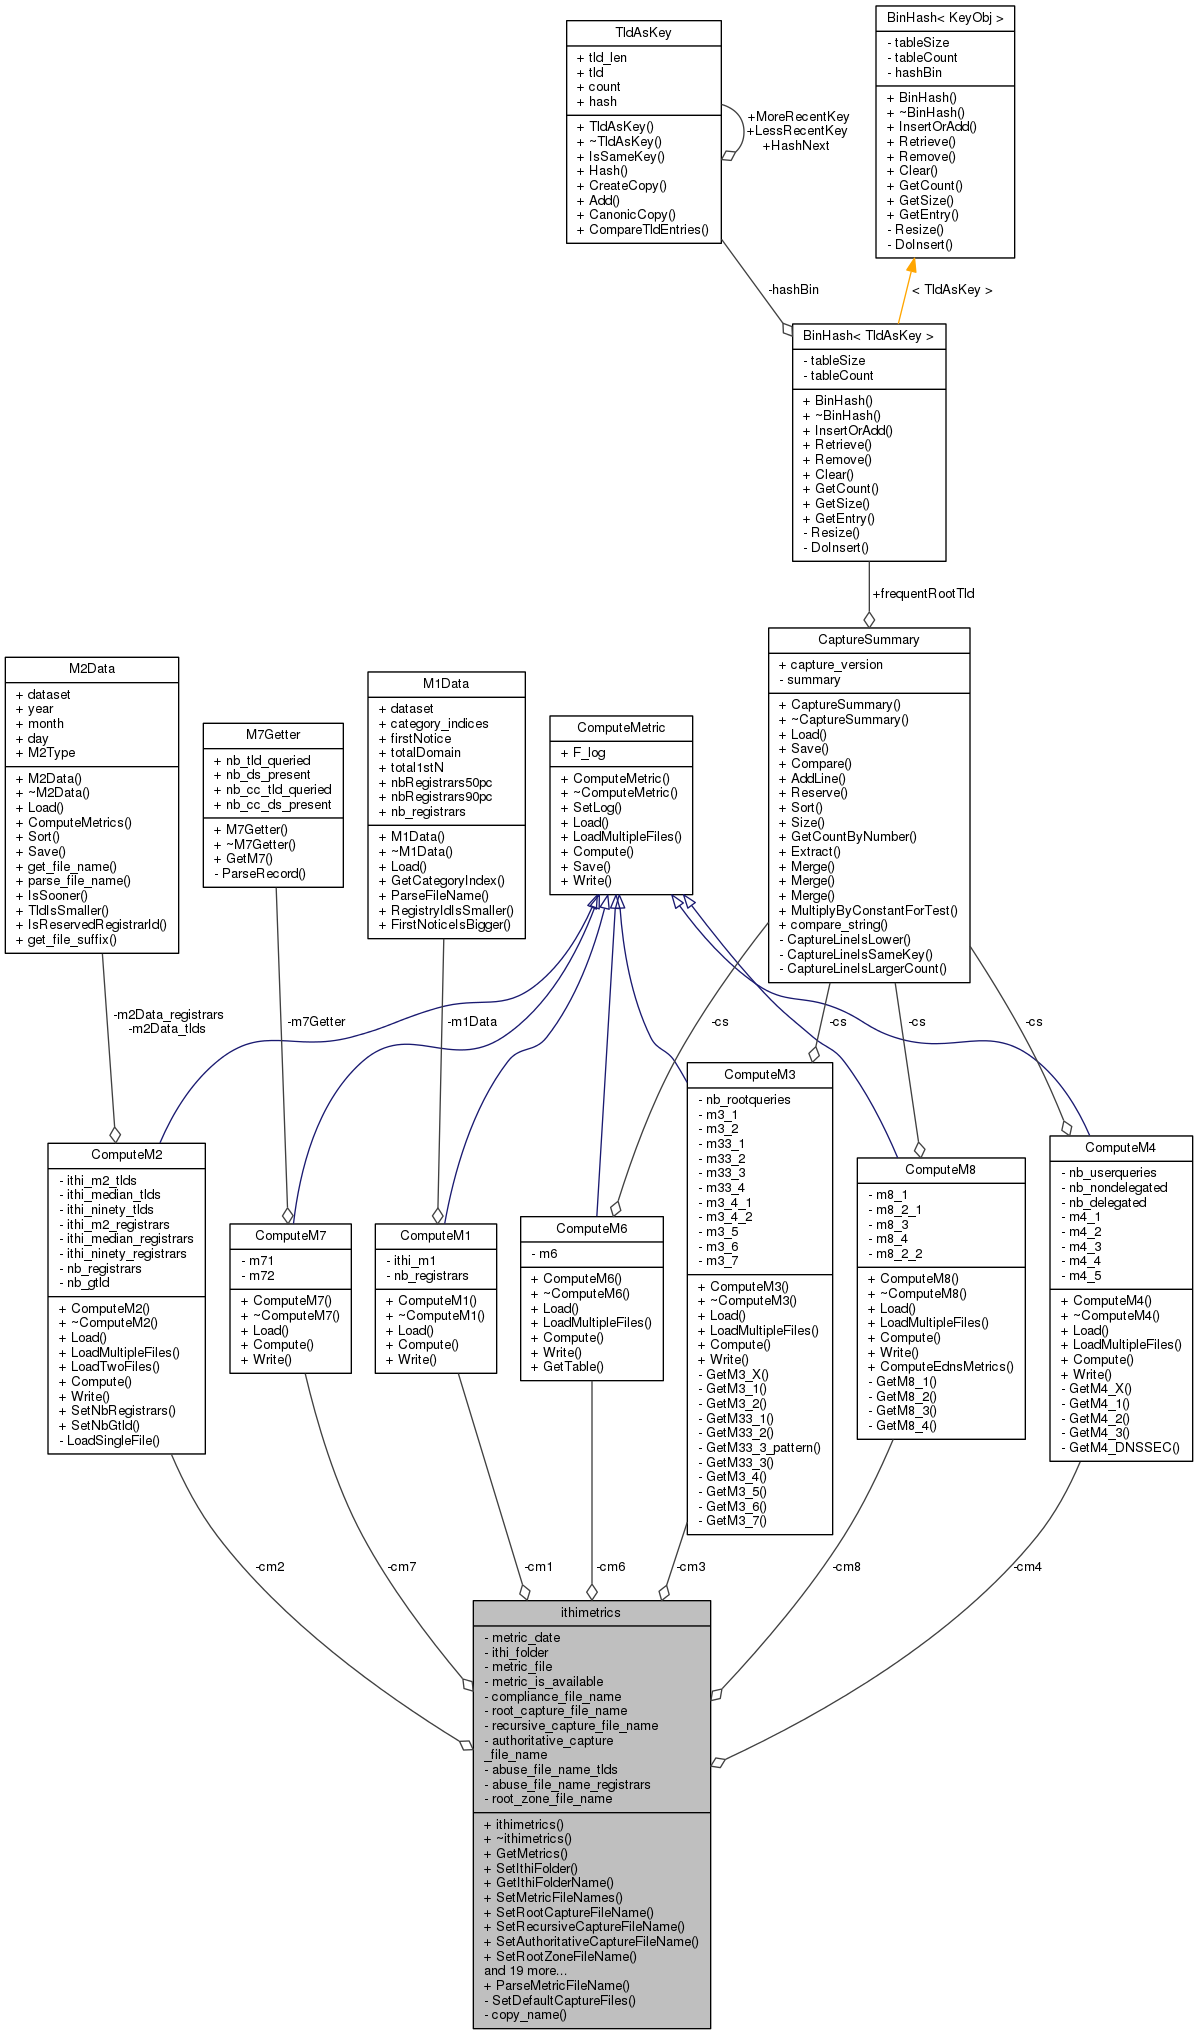 BinHash< KeyObj >
- tableSize
- tableCount
- hashBin
+ BinHash()
+ ~BinHash()
+ InsertOrAdd()
+ Retrieve()
+ Remove()
+ Clear()
+ GetCount()
+ GetSize()
+ GetEntry()
- Resize()
- DoInsert()
TldAsKey
+ tld_len
+ tld
+ count
+ hash
+ TldAsKey()
+ ~TldAsKey()
+ IsSameKey()
+ Hash()
+ CreateCopy()
+ Add()
+ CanonicCopy()
+ CompareTldEntries()
+MoreRecentKey
+LessRecentKey
+HashNext
-hashBin
< TldAsKey >
BinHash< TldAsKey >
- tableSize
- tableCount
+ BinHash()
+ ~BinHash()
+ InsertOrAdd()
+ Retrieve()
+ Remove()
+ Clear()
+ GetCount()
+ GetSize()
+ GetEntry()
- Resize()
- DoInsert()
+frequentRootTld
CaptureSummary
+ capture_version
- summary
+ CaptureSummary()
+ ~CaptureSummary()
+ Load()
+ Save()
+ Compare()
+ AddLine()
+ Reserve()
+ Sort()
+ Size()
+ GetCountByNumber()
+ Extract()
+ Merge()
+ Merge()
+ Merge()
+ MultiplyByConstantForTest()
+ compare_string()
- CaptureLineIsLower()
- CaptureLineIsSameKey()
- CaptureLineIsLargerCount()
M2Data
+ dataset
+ year
+ month
+ day
+ M2Type
+ M2Data()
+ ~M2Data()
+ Load()
+ ComputeMetrics()
+ Sort()
+ Save()
+ get_file_name()
+ parse_file_name()
+ IsSooner()
+ TldIsSmaller()
+ IsReservedRegistrarId()
+ get_file_suffix()
M7Getter
+ nb_tld_queried
+ nb_ds_present
+ nb_cc_tld_queried
+ nb_cc_ds_present
+ M7Getter()
+ ~M7Getter()
+ GetM7()
- ParseRecord()
M1Data
+ dataset
+ category_indices
+ firstNotice
+ totalDomain
+ total1stN
+ nbRegistrars50pc
+ nbRegistrars90pc
+ nb_registrars
+ M1Data()
+ ~M1Data()
+ Load()
+ GetCategoryIndex()
+ ParseFileName()
+ RegistryIdIsSmaller()
+ FirstNoticeIsBigger()
ComputeMetric
+ F_log
+ ComputeMetric()
+ ~ComputeMetric()
+ SetLog()
+ Load()
+ LoadMultipleFiles()
+ Compute()
+ Save()
+ Write()
-m2Data_registrars
-m2Data_tlds
-m7Getter
-m1Data
-cs
-cs
-cs
-cs
ComputeM2
- ithi_m2_tlds
- ithi_median_tlds
- ithi_ninety_tlds
- ithi_m2_registrars
- ithi_median_registrars
- ithi_ninety_registrars
- nb_registrars
- nb_gtld
+ ComputeM2()
+ ~ComputeM2()
+ Load()
+ LoadMultipleFiles()
+ LoadTwoFiles()
+ Compute()
+ Write()
+ SetNbRegistrars()
+ SetNbGtld()
- LoadSingleFile()
ComputeM7
- m71
- m72
+ ComputeM7()
+ ~ComputeM7()
+ Load()
+ Compute()
+ Write()
ComputeM1
- ithi_m1
- nb_registrars
+ ComputeM1()
+ ~ComputeM1()
+ Load()
+ Compute()
+ Write()
ComputeM6
- m6
+ ComputeM6()
+ ~ComputeM6()
+ Load()
+ LoadMultipleFiles()
+ Compute()
+ Write()
+ GetTable()
ComputeM3
- nb_rootqueries
- m3_1
- m3_2
- m33_1
- m33_2
- m33_3
- m33_4
- m3_4_1
- m3_4_2
- m3_5
- m3_6
- m3_7
+ ComputeM3()
+ ~ComputeM3()
+ Load()
+ LoadMultipleFiles()
+ Compute()
+ Write()
- GetM3_X()
- GetM3_1()
- GetM3_2()
- GetM33_1()
- GetM33_2()
- GetM33_3_pattern()
- GetM33_3()
- GetM3_4()
- GetM3_5()
- GetM3_6()
- GetM3_7()
ComputeM8
- m8_1
- m8_2_1
- m8_3
- m8_4
- m8_2_2
+ ComputeM8()
+ ~ComputeM8()
+ Load()
+ LoadMultipleFiles()
+ Compute()
+ Write()
+ ComputeEdnsMetrics()
- GetM8_1()
- GetM8_2()
- GetM8_3()
- GetM8_4()
ComputeM4
- nb_userqueries
- nb_nondelegated
- nb_delegated
- m4_1
- m4_2
- m4_3
- m4_4
- m4_5
+ ComputeM4()
+ ~ComputeM4()
+ Load()
+ LoadMultipleFiles()
+ Compute()
+ Write()
- GetM4_X()
- GetM4_1()
- GetM4_2()
- GetM4_3()
- GetM4_DNSSEC()
-cm2
-cm7
-cm1
-cm6
-cm3
-cm8
-cm4
ithimetrics
- metric_date
- ithi_folder
- metric_file
- metric_is_available
- compliance_file_name
- root_capture_file_name
- recursive_capture_file_name
- authoritative_capture
_file_name
- abuse_file_name_tlds
- abuse_file_name_registrars
- root_zone_file_name
+ ithimetrics()
+ ~ithimetrics()
+ GetMetrics()
+ SetIthiFolder()
+ GetIthiFolderName()
+ SetMetricFileNames()
+ SetRootCaptureFileName()
+ SetRecursiveCaptureFileName()
+ SetAuthoritativeCaptureFileName()
+ SetRootZoneFileName()
and 19 more...
+ ParseMetricFileName()
- SetDefaultCaptureFiles()
- copy_name()